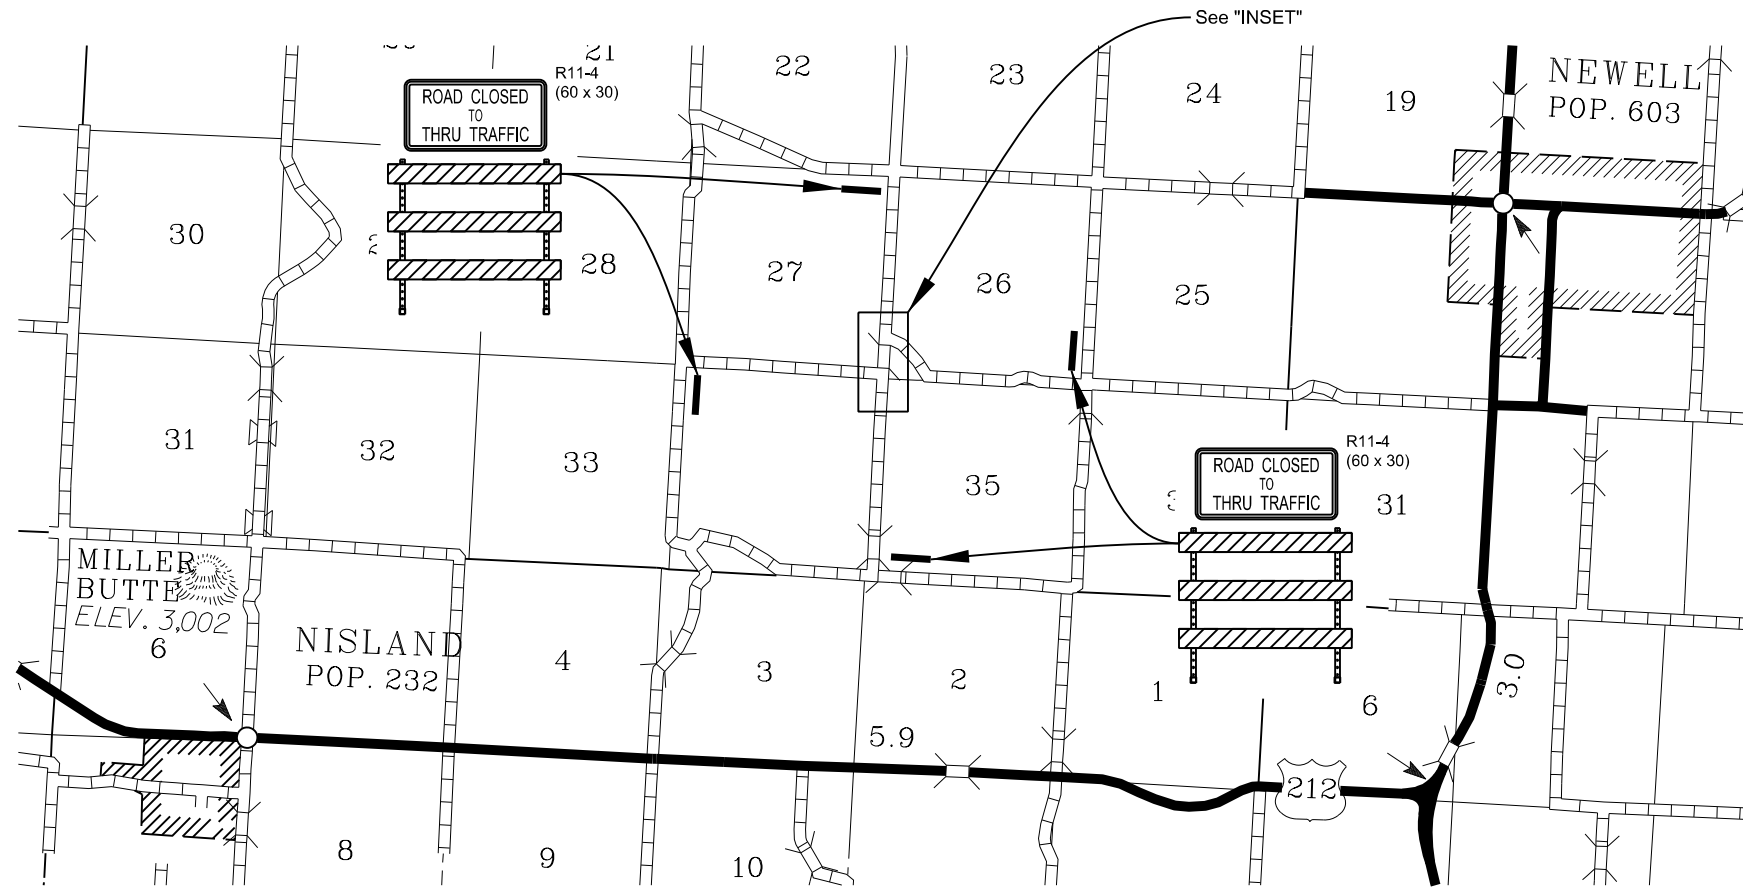 See "INSET"
21
22
23
24
19
NEWELL
POP. 603
R11-4
(60 x 30)
ROAD CLOSED
TO
THRU TRAFFIC
30
28
27
26
25
31
32
33
35
31
R11-4
(60 x 30)
ROAD CLOSED
TO
THRU TRAFFIC
MILLER
BUTTE
ELEV. 3,002
6
NISLAND
POP. 232
4
3
2
1
6
3.0
5.9
212
8
9
10